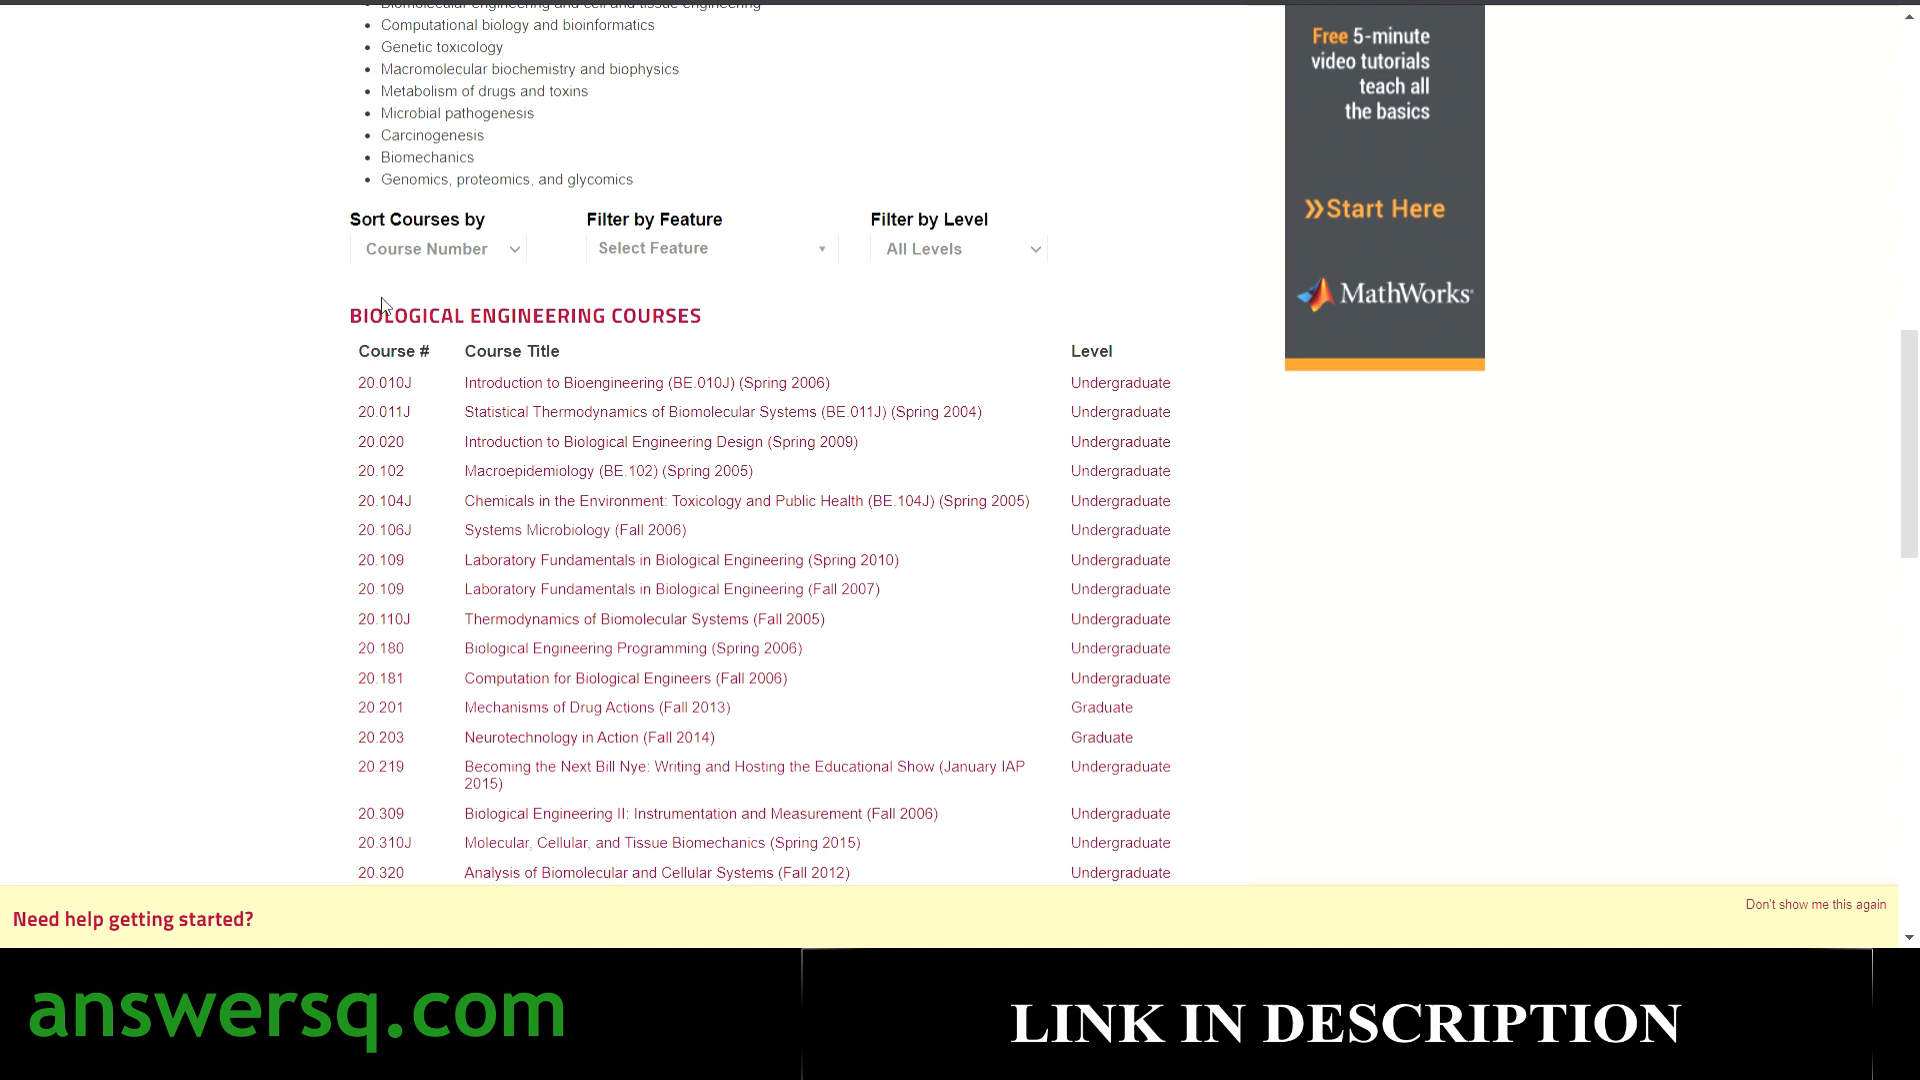 Biomolecular engineering and cell and tissue engineering
Computational biology and bioinformatics
Genetic toxicology
Macromolecular biochemistry and biophysics
Metabolism of drugs and toxins
Microbial pathogenesis
Carcinogenesis
Biomechanics
Genomics, proteomics, and glycomics
Sort Courses by
Course Number
Filter by Feature
Select Feature
Filter by Level
All Levels
BIOLOGICAL ENGINEERING COURSES
Course # Course Title Level
20.010J Introduction to Bioengineering (BE.010J) (Spring 2006) Undergraduate
20.011J Statistical Thermodynamics of Biomolecular Systems (BE.011J) (Spring 2004) Undergraduate
20.020 Introduction to Biological Engineering Design (Spring 2009) Undergraduate
20.102 Macroepidemiology (BE.102) (Spring 2005) Undergraduate
20.104J Chemicals in the Environment: Toxicology and Public Health (BE.104J) (Spring 2005) Undergraduate
20.106J Systems Microbiology (Fall 2006) Undergraduate
20.109 Laboratory Fundamentals in Biological Engineering (Spring 2010) Undergraduate
20.109 Laboratory Fundamentals in Biological Engineering (Fall 2007) Undergraduate
20.110J Thermodynamics of Biomolecular Systems (Fall 2005) Undergraduate
20.180 Biological Engineering Programming (Spring 2006) Undergraduate
20.181 Computation for Biological Engineers (Fall 2006) Undergraduate
20.201 Mechanisms of Drug Actions (Fall 2013) Graduate
20.203 Neurotechnology in Action (Fall 2014) Graduate
20.219 Becoming the Next Bill Nye: Writing and Hosting the Educational Show (January IAP Undergraduate
2015)
20.309 Biological Engineering II: Instrumentation and Measurement (Fall 2006) Undergraduate
20.310J Molecular, Cellular, and Tissue Biomechanics (Spring 2015) Undergraduate
20.320 Analysis of Biomolecular and Cellular Systems (Fall 2012) Undergraduate
Free 5-minute
video tutorials
teach all
the basics
»Start Here
MathWorks
Need help getting started?
Don't show me this again
answersq.com
LINK IN DESCRIPTION